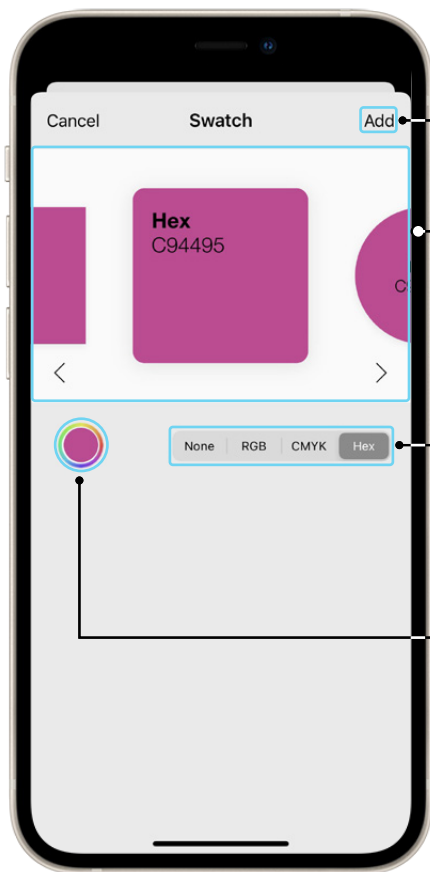 Cancel Swatch Add
Hex
C94495
C
None RGB CMYK Hex